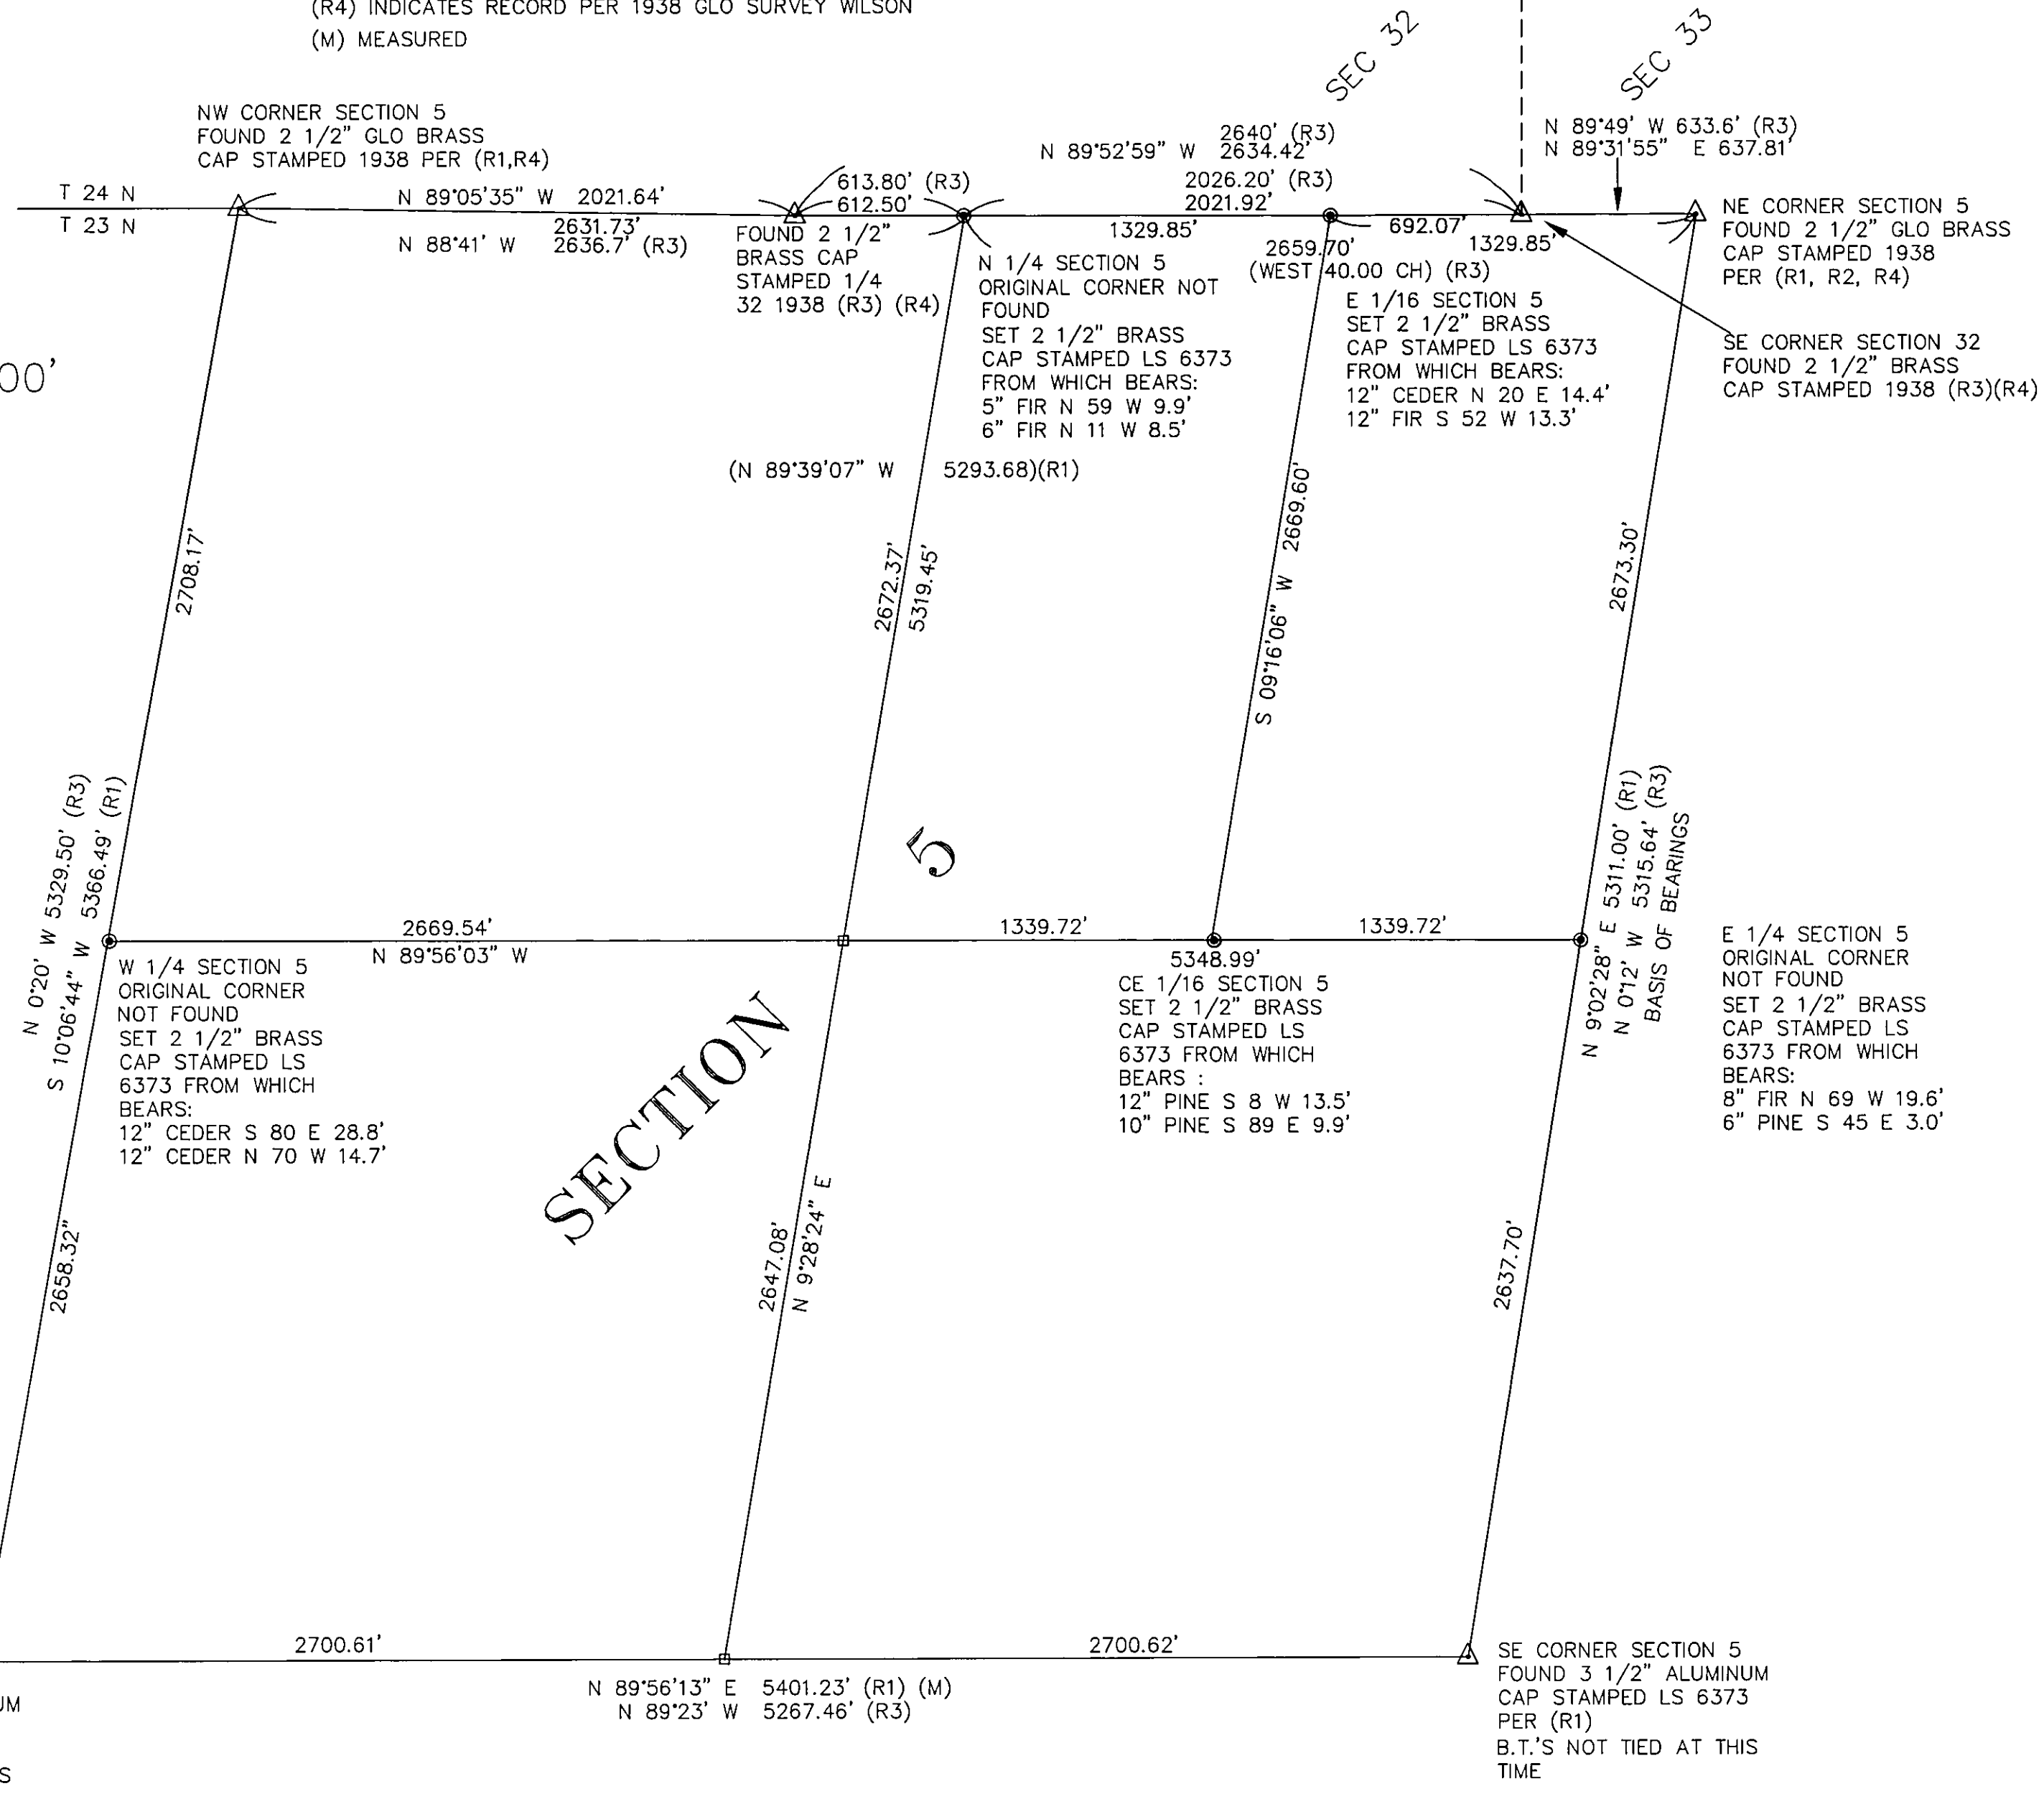 (R4) INDICATES RECORD PER 1938 GLO SURVEY WILSON
(M) MEASURED
SEC 32
SEC 33
NW CORNER SECTION 5
FOUND 2 1/2" GLO BRASS
CAP STAMPED 1938 PER (R1,R4)
T 24 N
T 23 N
N 89°05'35" W 2021.64'
2631.73'
N 88°41' W 2636.7' (R3)
613.80' (R3)
612.50'
FOUND 2 1/2"
BRASS CAP
STAMPED 1/4
32 1938 (R3) (R4)
2640' (R3)
N 89°52'59" W 2634.42'
2026.20' (R3)
2021.92'
1329.85'
692.07'
2659.70'
1329.85'
(WEST 40.00 CH) (R3)
N 89°49' W 633.6' (R3)
N 89°31'55" E 637.81'
NE CORNER SECTION 5
FOUND 2 1/2" GLO BRASS
CAP STAMPED 1938
PER (R1, R2, R4)
SE CORNER SECTION 32
FOUND 2 1/2" BRASS
CAP STAMPED 1938 (R3)(R4)
N 1/4 SECTION 5
ORIGINAL CORNER NOT
FOUND
SET 2 1/2" BRASS
CAP STAMPED LS 6373
FROM WHICH BEARS:
5" FIR N 59 W 9.9'
6" FIR N 11 W 8.5'
E 1/16 SECTION 5
SET 2 1/2" BRASS
CAP STAMPED LS 6373
FROM WHICH BEARS:
12" CEDER N 20 E 14.4'
12" FIR S 52 W 13.3'
00'
(N 89°39'07" W 5293.68)(R1)
2708.17'
2672.37'
5319.45'
S 09°16'06" W 2669.60'
2673.30'
N 0°20' W 5329.50' (R3)
S 10°06'44" W 5366.49' (R1)
N 9°02'28" E 5311.00' (R1)
N 0°12' W 5315.64' (R3)
BASIS OF BEARINGS
2669.54'
N 89°56'03" W
1339.72'
1339.72'
5348.99'
W 1/4 SECTION 5
ORIGINAL CORNER
NOT FOUND
SET 2 1/2" BRASS
CAP STAMPED LS
6373 FROM WHICH
BEARS:
12" CEDER S 80 E 28.8'
12" CEDER N 70 W 14.7'
CE 1/16 SECTION 5
SET 2 1/2" BRASS
CAP STAMPED LS
6373 FROM WHICH
BEARS :
12" PINE S 8 W 13.5'
10" PINE S 89 E 9.9'
E 1/4 SECTION 5
ORIGINAL CORNER
NOT FOUND
SET 2 1/2" BRASS
CAP STAMPED LS
6373 FROM WHICH
BEARS:
8" FIR N 69 W 19.6'
6" PINE S 45 E 3.0'
SECTION 5
2658.32"
2647.08'
N 9°28'24" E
2637.70'
2700.61'
2700.62'
N 89°56'13" E 5401.23' (R1) (M)
N 89°23' W 5267.46' (R3)
SE CORNER SECTION 5
FOUND 3 1/2" ALUMINUM
CAP STAMPED LS 6373
PER (R1)
B.T.'S NOT TIED AT THIS
TIME
UM
S